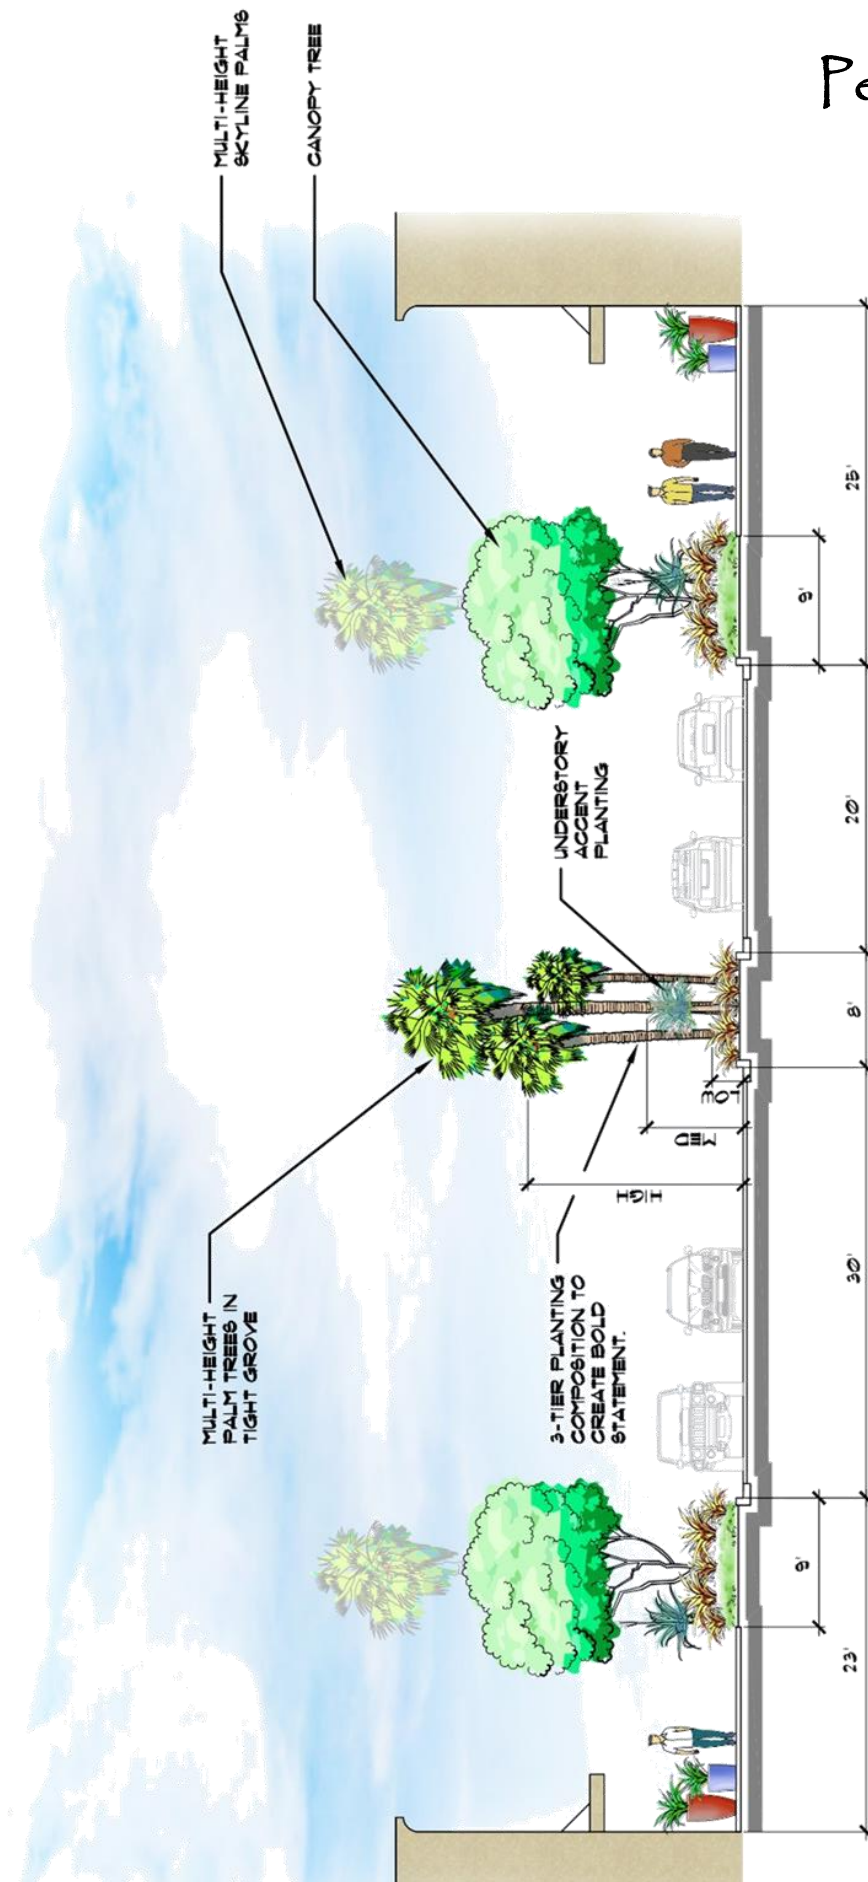 Pe
MULTI-HEIGHT
SKYLINE PALMS
CANOPY TREE
MULTI-HEIGHT
PALM TREES IN
TIGHT GROVE
UNDERSTORY
ACCENT
PLANTING
3-TIER PLANTING
COMPOSITION TO
CREATE BOLD
STATEMENT.
HIGH
MED
LOW
9'
9'
23'
30'
8'
20'
25'